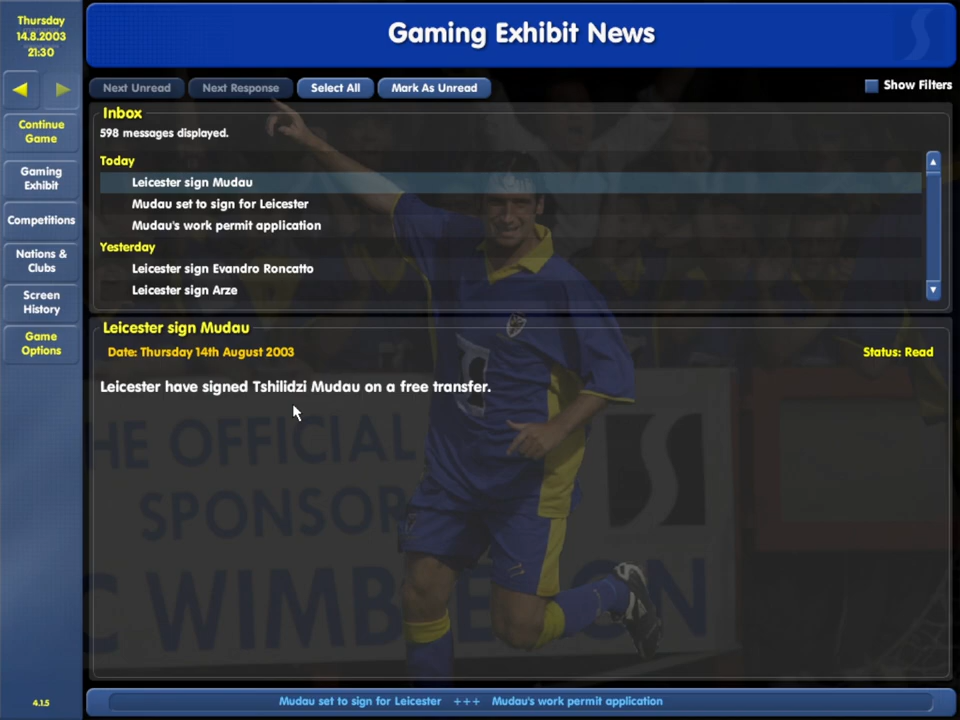 Thursday
14.8.2003
21:30
Gaming Exhibit News
Next Unread
Next Response
Select All
Mark As Unread
Show Filters
Continue
Game
Gaming
Exhibit
Competitions
Nations &
Clubs
Screen
History
Game
Options
4.1.5
Inbox
598 messages displayed.
Today
Leicester sign Mudau
Mudau set to sign for Leicester
Mudau's work permit application
Yesterday
Leicester sign Evandro Roncatto
Leicester sign Arze
Leicester sign Mudau
Date: Thursday 14th August 2003
Status: Read
Leicester have signed Tshilidzi Mudau on a free transfer.
HE OFFICIAL
SPONSOR
C WIMBLEDON
Mudau set to sign for Leicester +++ Mudau's work permit application